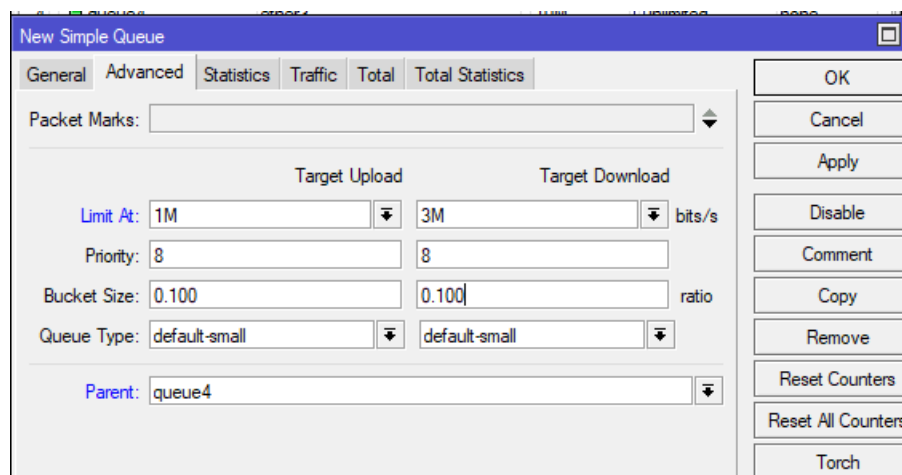 New Simple Queue
General Advanced Statistics Traffic Total Total Statistics
OK
Packet Marks:
Cancel
Apply
Target Upload Target Download
Limit At: 1M 3M bits/s
Disable
Priority: 8 8
Comment
Bucket Size: 0.100 0.100 ratio
Copy
Queue Type: default-small default-small
Remove
Parent: queue4
Reset Counters
Reset All Counters
Torch